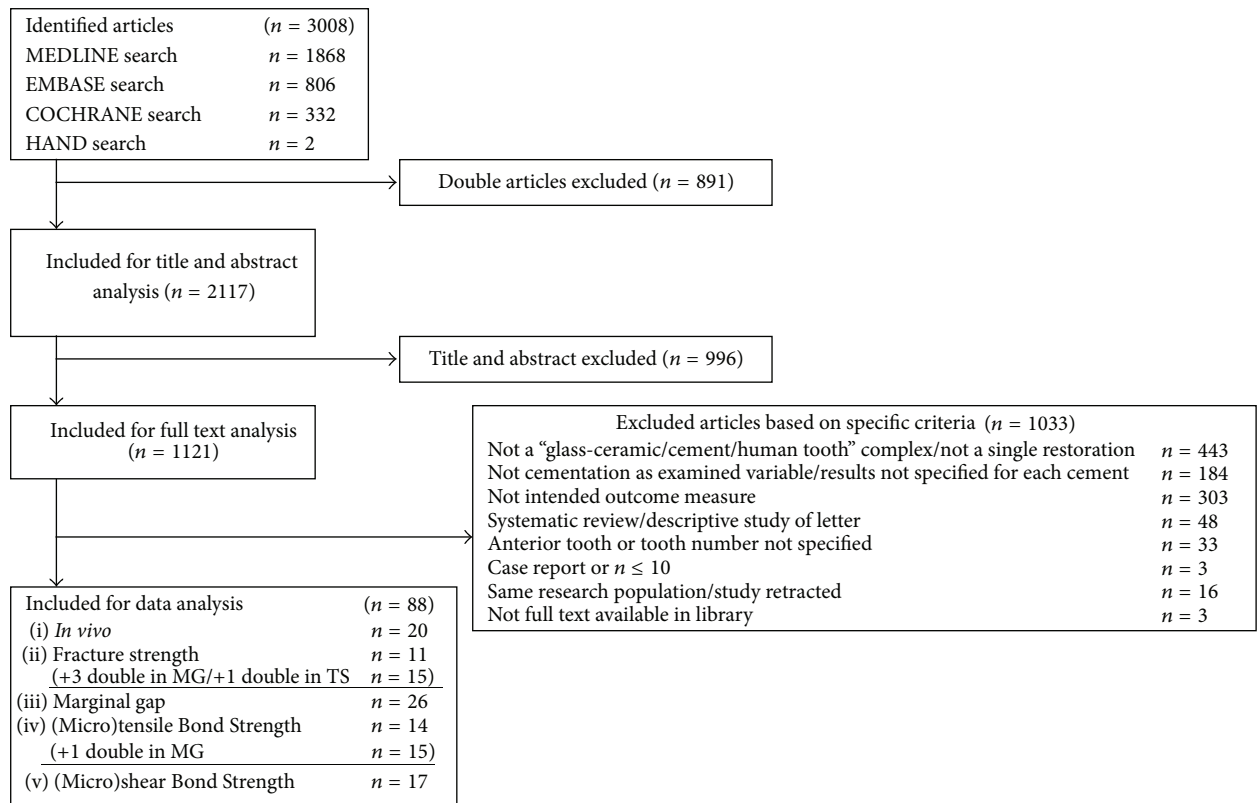 Identified articles (n = 3008)
MEDLINE search n = 1868
EMBASE search n = 806
COCHRANE search n = 332
HAND search n = 2
Double articles excluded (n = 891)
Included for title and abstract
analysis (n = 2117)
Title and abstract excluded (n = 996)
Included for full text analysis
(n = 1121)
Excluded articles based on specific criteria (n = 1033)
Not a “glass-ceramic/cement/human tooth” complex/not a single restoration n = 443
Not cementation as examined variable/results not specified for each cement n = 184
Not intended outcome measure n = 303
Systematic review/descriptive study of letter n = 48
Anterior tooth or tooth number not specified n = 33
Case report or n ≤ 10 n = 3
Same research population/study retracted n = 16
Not full text available in library n = 3
Included for data analysis (n = 88)
(i) In vivo n = 20
(ii) Fracture strength n = 11
(+3 double in MG/+1 double in TS n = 15)
(iii) Marginal gap n = 26
(iv) (Micro)tensile Bond Strength n = 14
(+1 double in MG n = 15)
(v) (Micro)shear Bond Strength n = 17